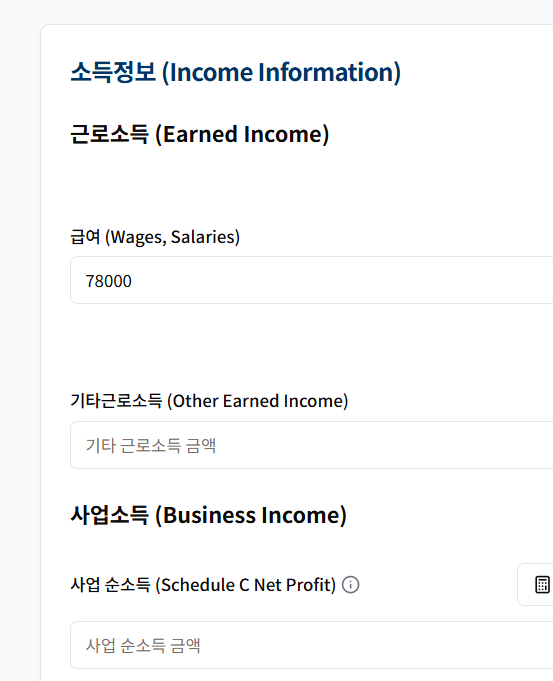 소득정보 (Income Information)
근로소득 (Earned Income)
급여 (Wages, Salaries)
78000
기타근로소득 (Other Earned Income)
기타 근로소득 금액
사업소득 (Business Income)
사업 순소득 (Schedule C Net Profit)
사업 순소득 금액